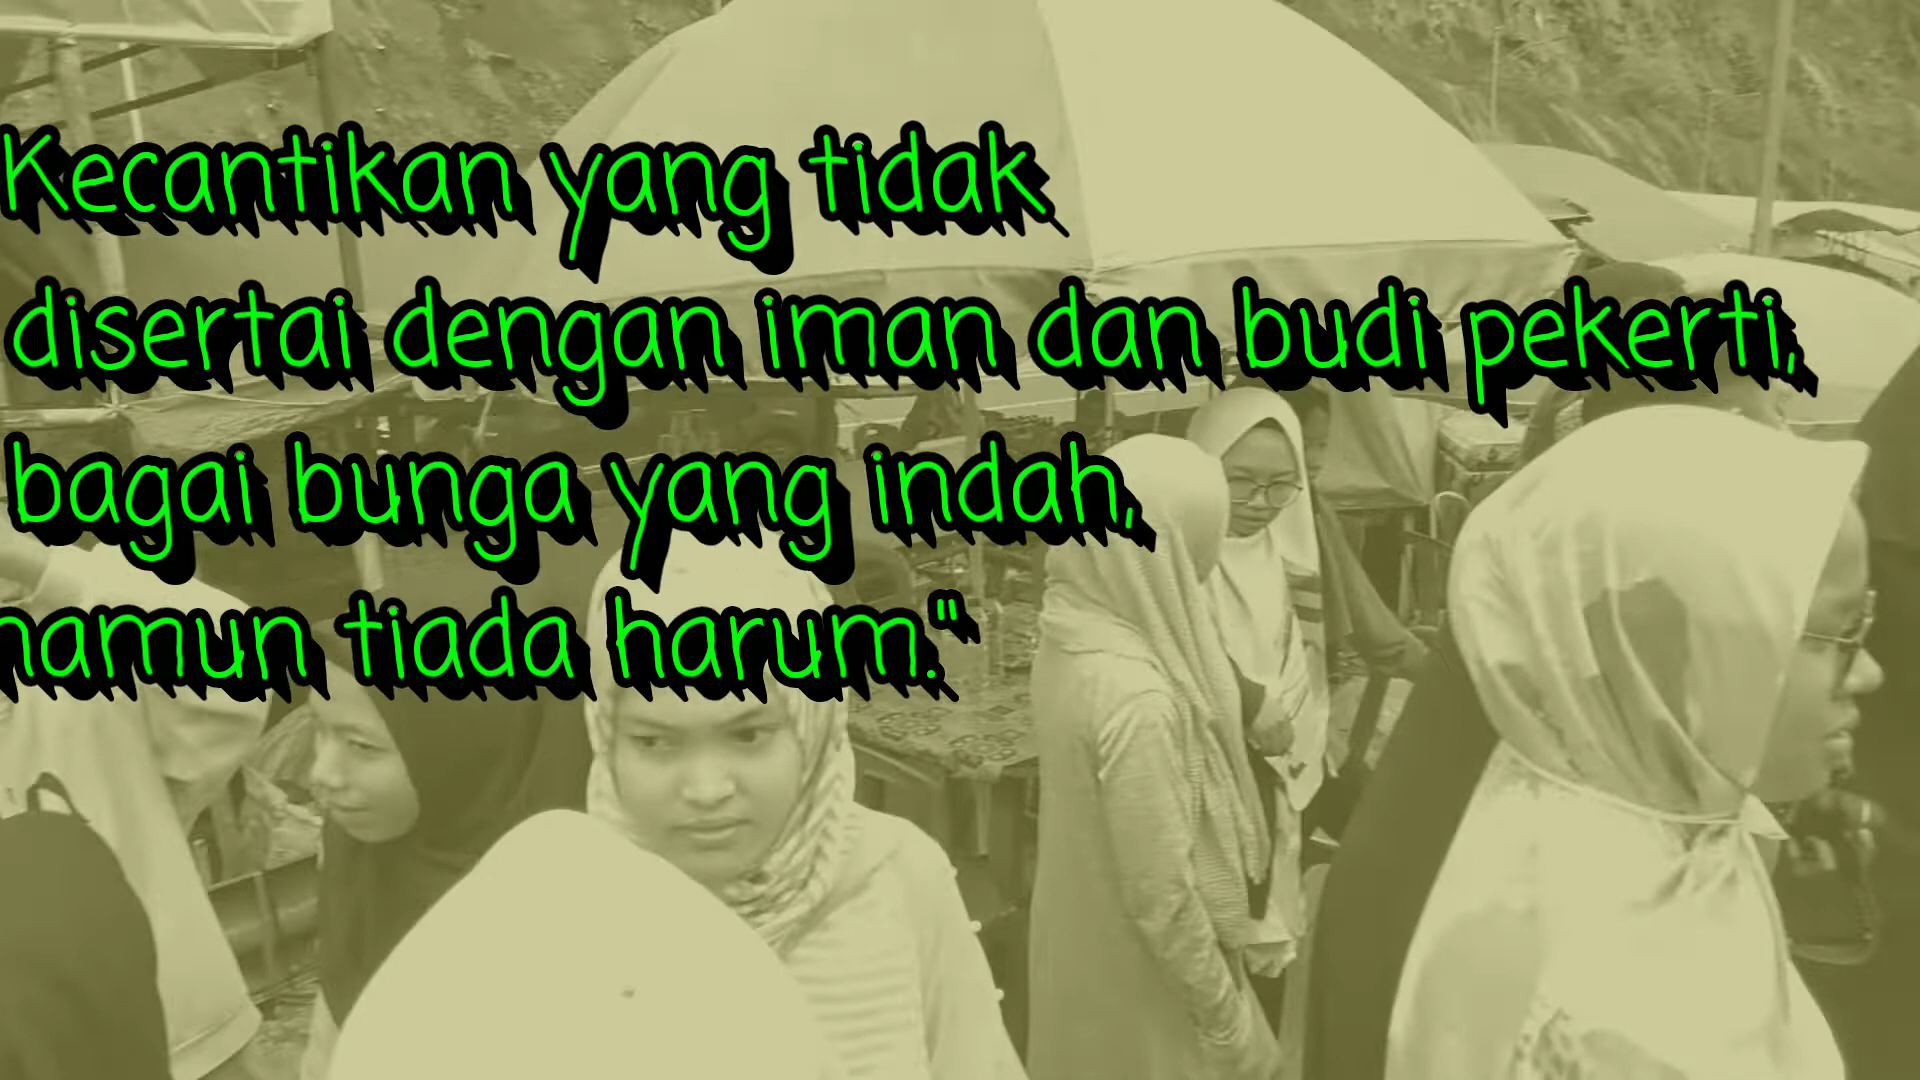 Kecantikan yang tidak
disertai dengan iman dan budi pekerti,
bagai bunga yang indah,
namun tiada harum."